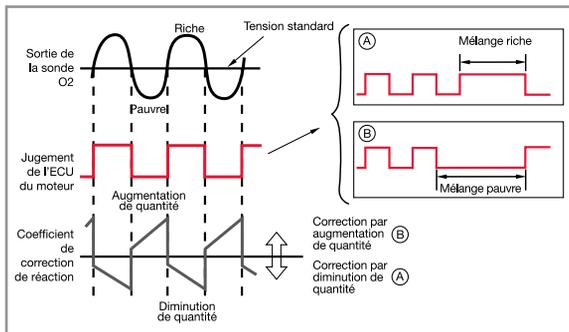 Riche
Tension standard
Sortie de
la sonde
O2
Pauvre
A
Mélange riche
B
Mélange pauvre
Jugement
de l'ECU
du moteur
Augmentation
de quantité
Coefficient
de
correction
de réaction
Correction par
augmentation B
de quantité
Correction par
diminution de A
quantité
Diminution
de quantité